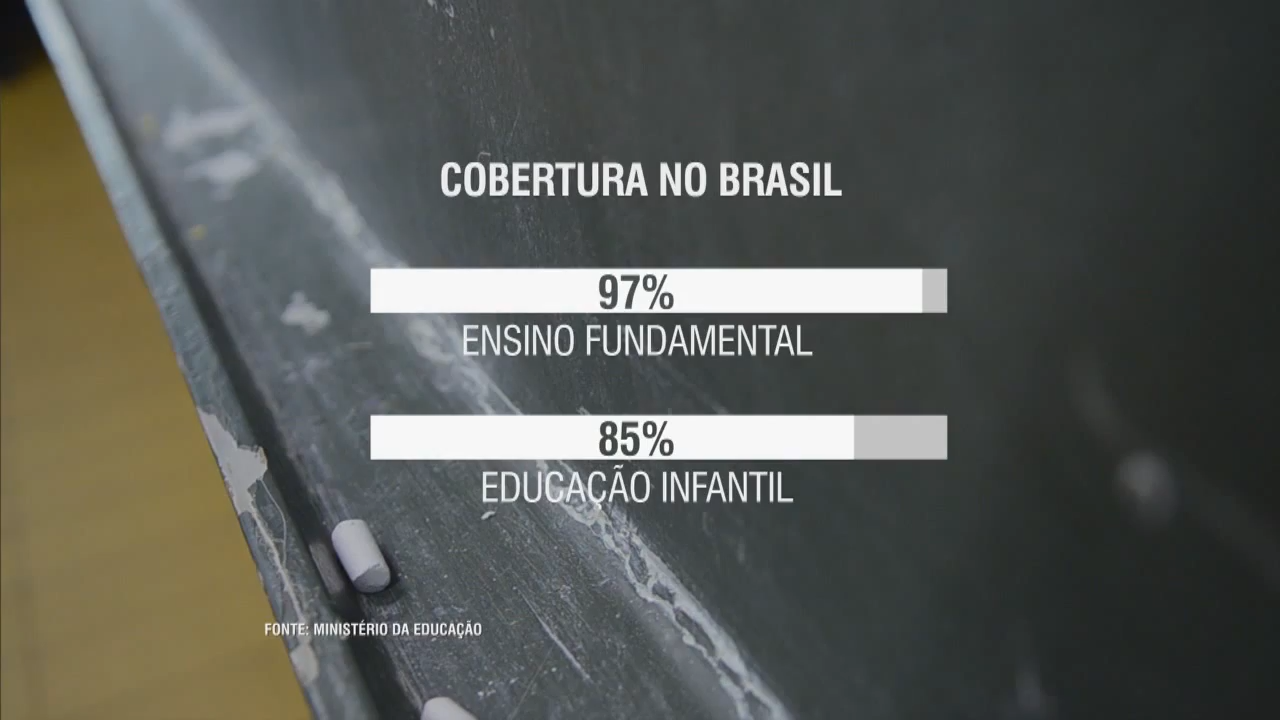 COBERTURA NO BRASIL
97%
ENSINO FUNDAMENTAL
85%
EDUCAÇÃO INFANTIL
FONTE: MINISTÉRIO DA EDUCAÇÃO